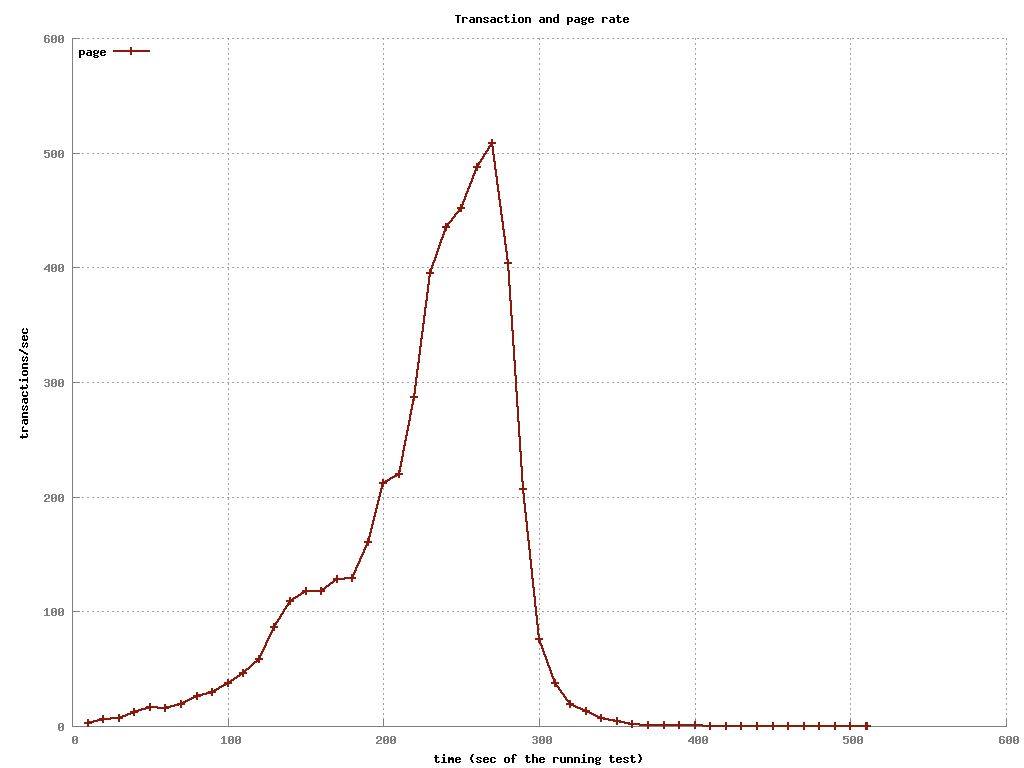 Transaction and page rate
600
page
500
400
300
200
100
0
transactions/sec
0 100 200 300 400 500 600
time (sec of the running test)